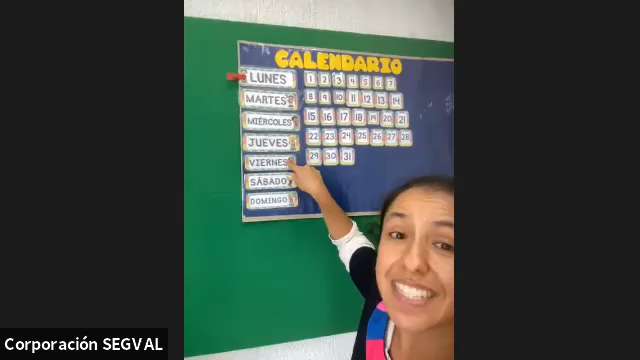 CALENDARIO
LUNES
MARTES
MIÉRCOLES
JUEVES
VIERNES
SÁBADO
DOMINGO
1 2 3 4 5 6 7
8 9 10 11 12 13 14
15 16 17 18 19 20 21
22 23 24 25 26 27 28
29 30 31
Corporación SEGVAL